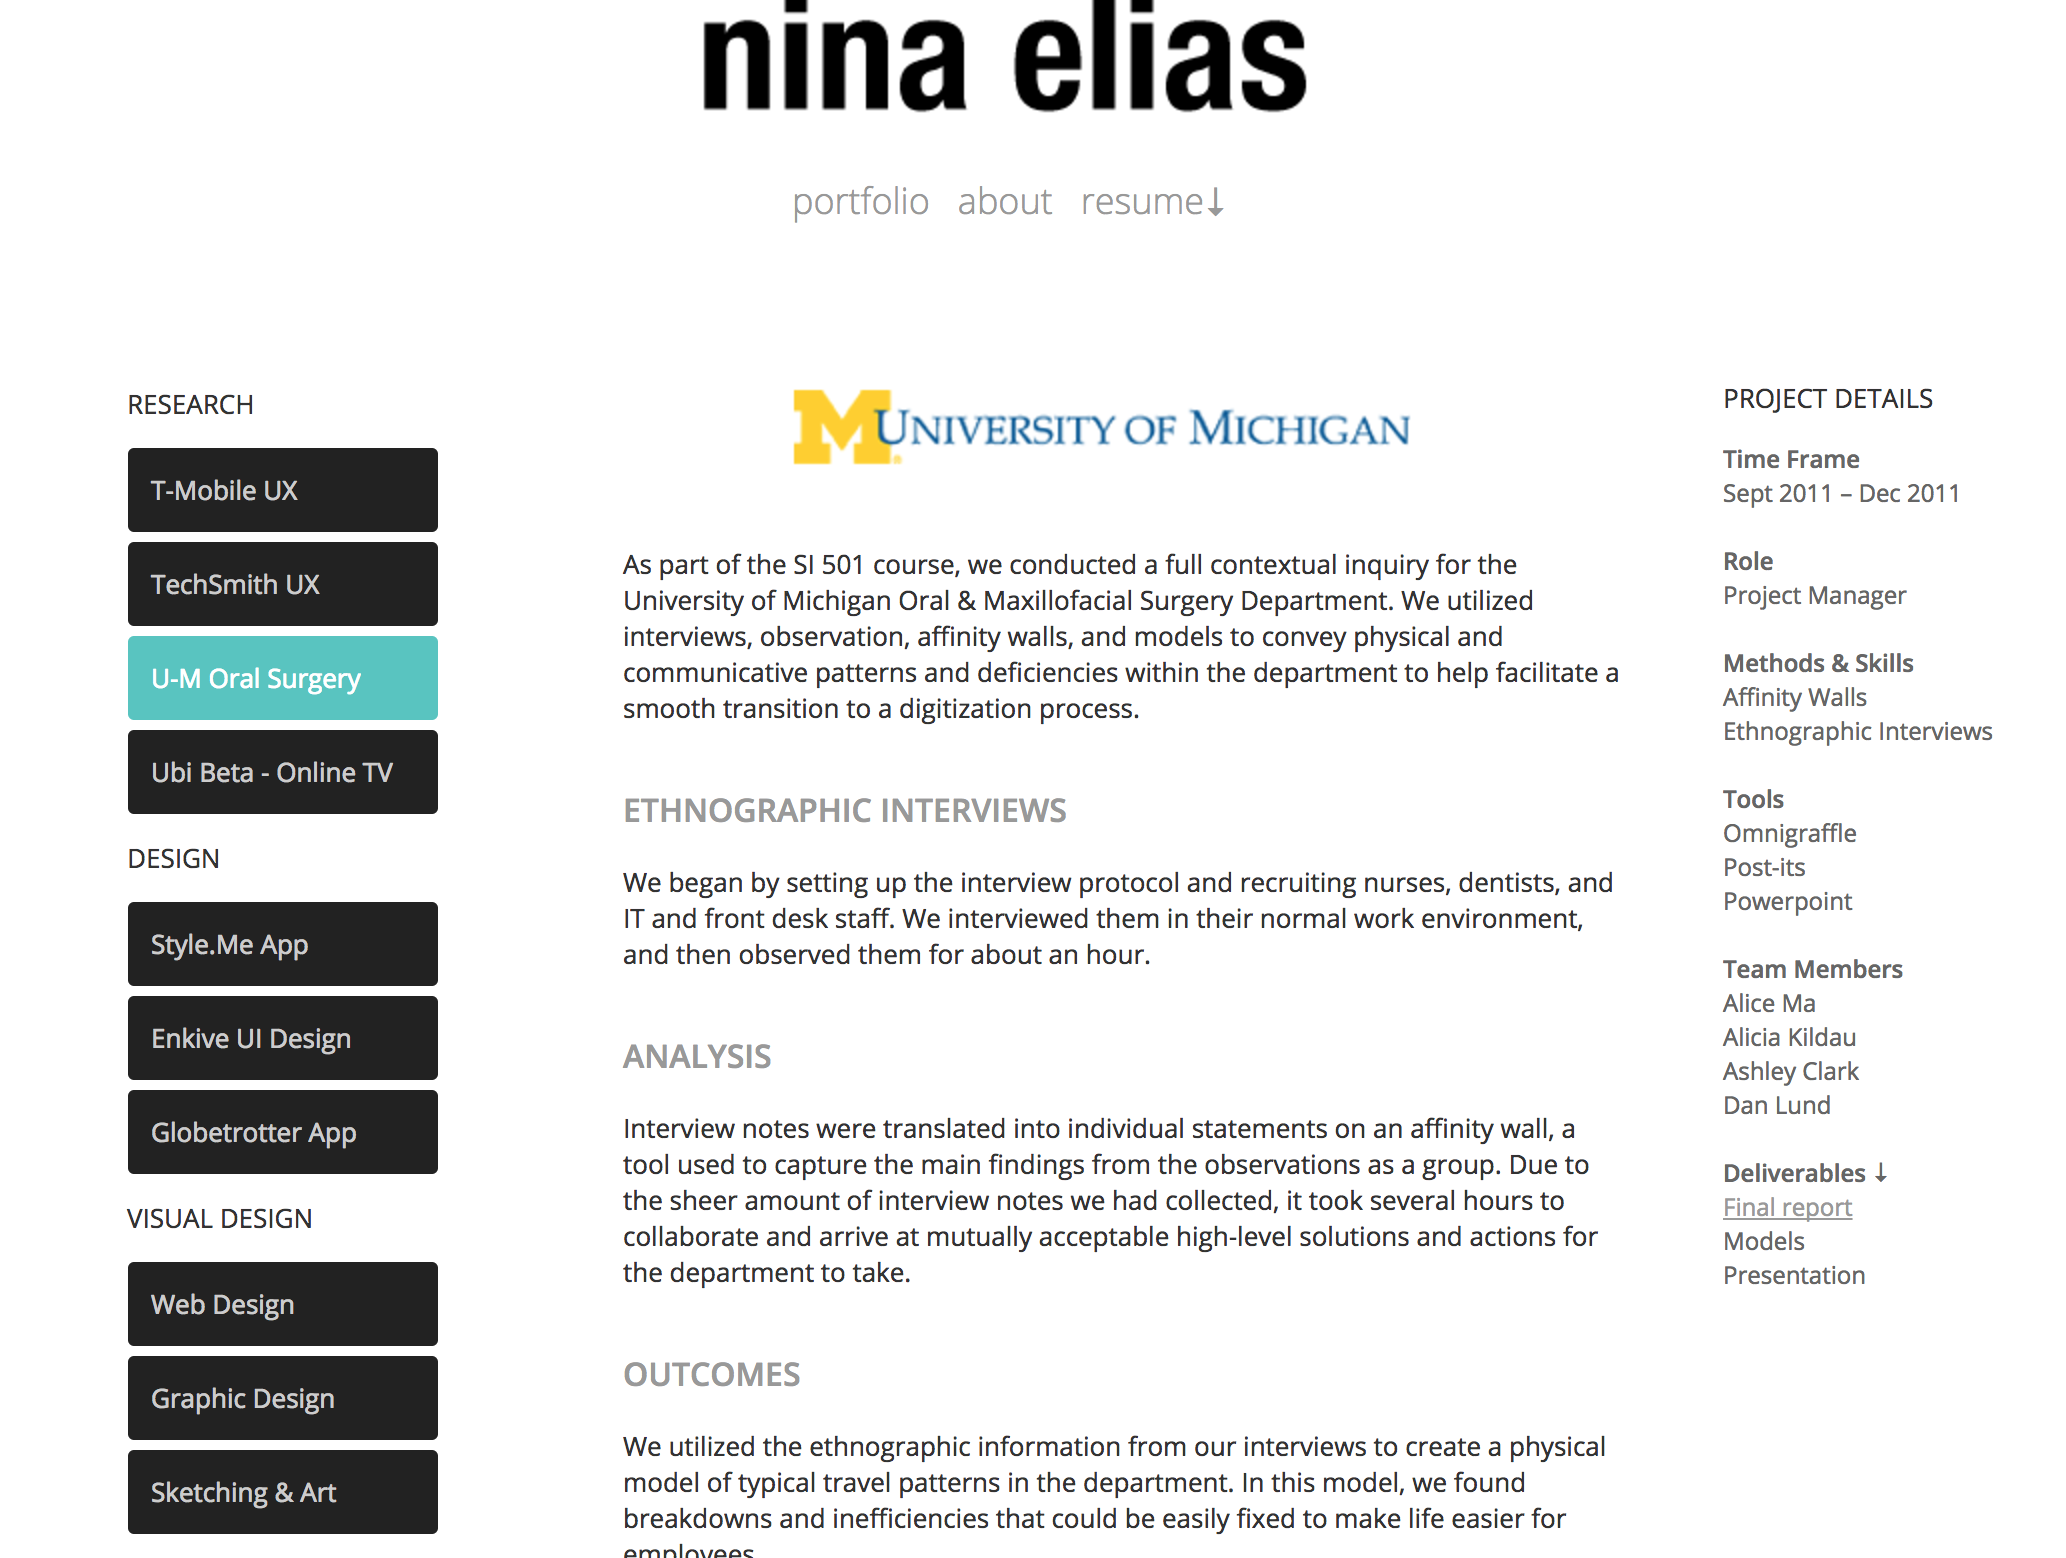 nina elias
portfolio about resume↓
RESEARCH
T-Mobile UX
TechSmith UX
U-M Oral Surgery
Ubi Beta - Online TV
DESIGN
Style.Me App
Enkive UI Design
Globetrotter App
VISUAL DESIGN
Web Design
Graphic Design
Sketching & Art
M UNIVERSITY OF MICHIGAN
As part of the SI 501 course, we conducted a full contextual inquiry for the
University of Michigan Oral & Maxillofacial Surgery Department. We utilized
interviews, observation, affinity walls, and models to convey physical and
communicative patterns and deficiencies within the department to help facilitate a
smooth transition to a digitization process.
ETHNOGRAPHIC INTERVIEWS
We began by setting up the interview protocol and recruiting nurses, dentists, and
IT and front desk staff. We interviewed them in their normal work environment,
and then observed them for about an hour.
ANALYSIS
Interview notes were translated into individual statements on an affinity wall, a
tool used to capture the main findings from the observations as a group. Due to
the sheer amount of interview notes we had collected, it took several hours to
collaborate and arrive at mutually acceptable high-level solutions and actions for
the department to take.
OUTCOMES
We utilized the ethnographic information from our interviews to create a physical
model of typical travel patterns in the department. In this model, we found
breakdowns and inefficiencies that could be easily fixed to make life easier for
employees.
PROJECT DETAILS
Time Frame
Sept 2011 – Dec 2011
Role
Project Manager
Methods & Skills
Affinity Walls
Ethnographic Interviews
Tools
Omnigraffle
Post-its
Powerpoint
Team Members
Alice Ma
Alicia Kildau
Ashley Clark
Dan Lund
Deliverables ↓
Final report
Models
Presentation